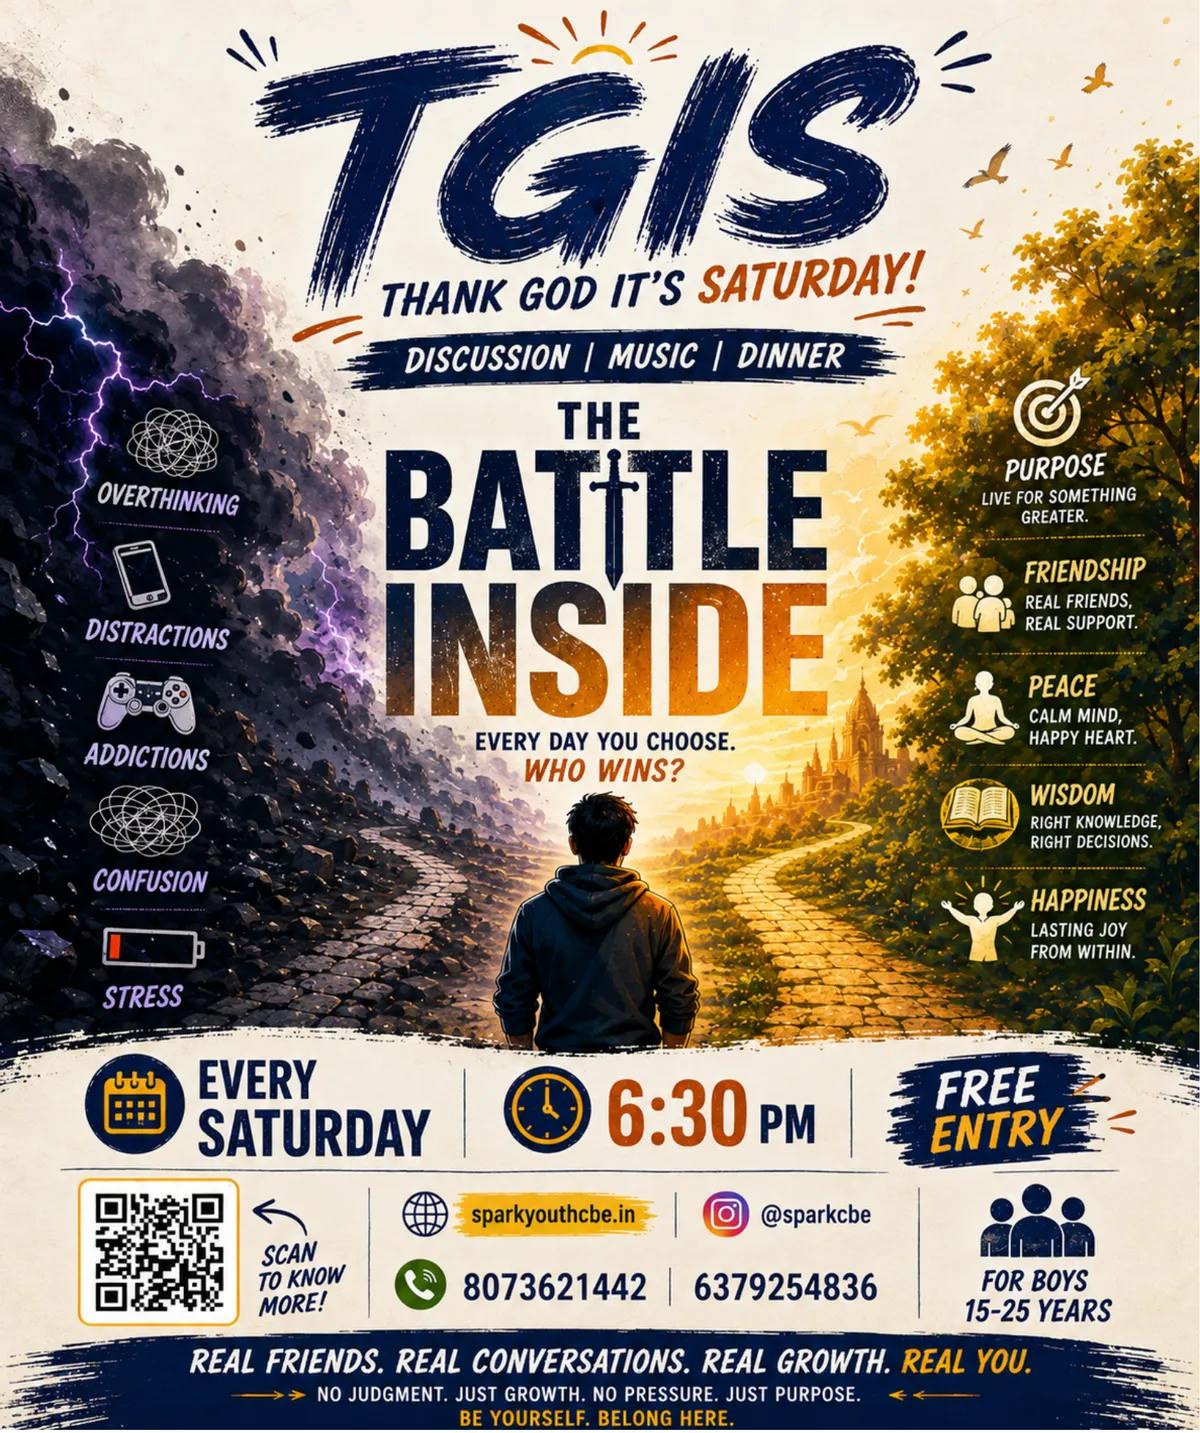 TGIS
THANK GOD IT'S SATURDAY!
DISCUSSION | MUSIC | DINNER
THE
BATTLE
INSIDE
EVERY DAY YOU CHOOSE.
WHO WINS?
OVERTHINKING
DISTRACTIONS
ADDICTIONS
CONFUSION
STRESS
PURPOSE
LIVE FOR SOMETHING
GREATER.
FRIENDSHIP
REAL FRIENDS,
REAL SUPPORT.
PEACE
CALM MIND,
HAPPY HEART.
WISDOM
RIGHT KNOWLEDGE,
RIGHT DECISIONS.
HAPPINESS
LASTING JOY
FROM WITHIN.
EVERY
SATURDAY
6:30 PM
FREE
ENTRY
SCAN
TO KNOW
MORE!
sparkyouthcbe.in
@sparkcbe
8073621442 | 6379254836
FOR BOYS
15-25 YEARS
REAL FRIENDS. REAL CONVERSATIONS. REAL GROWTH. REAL YOU.
NO JUDGMENT. JUST GROWTH. NO PRESSURE. JUST PURPOSE.
BE YOURSELF. BELONG HERE.